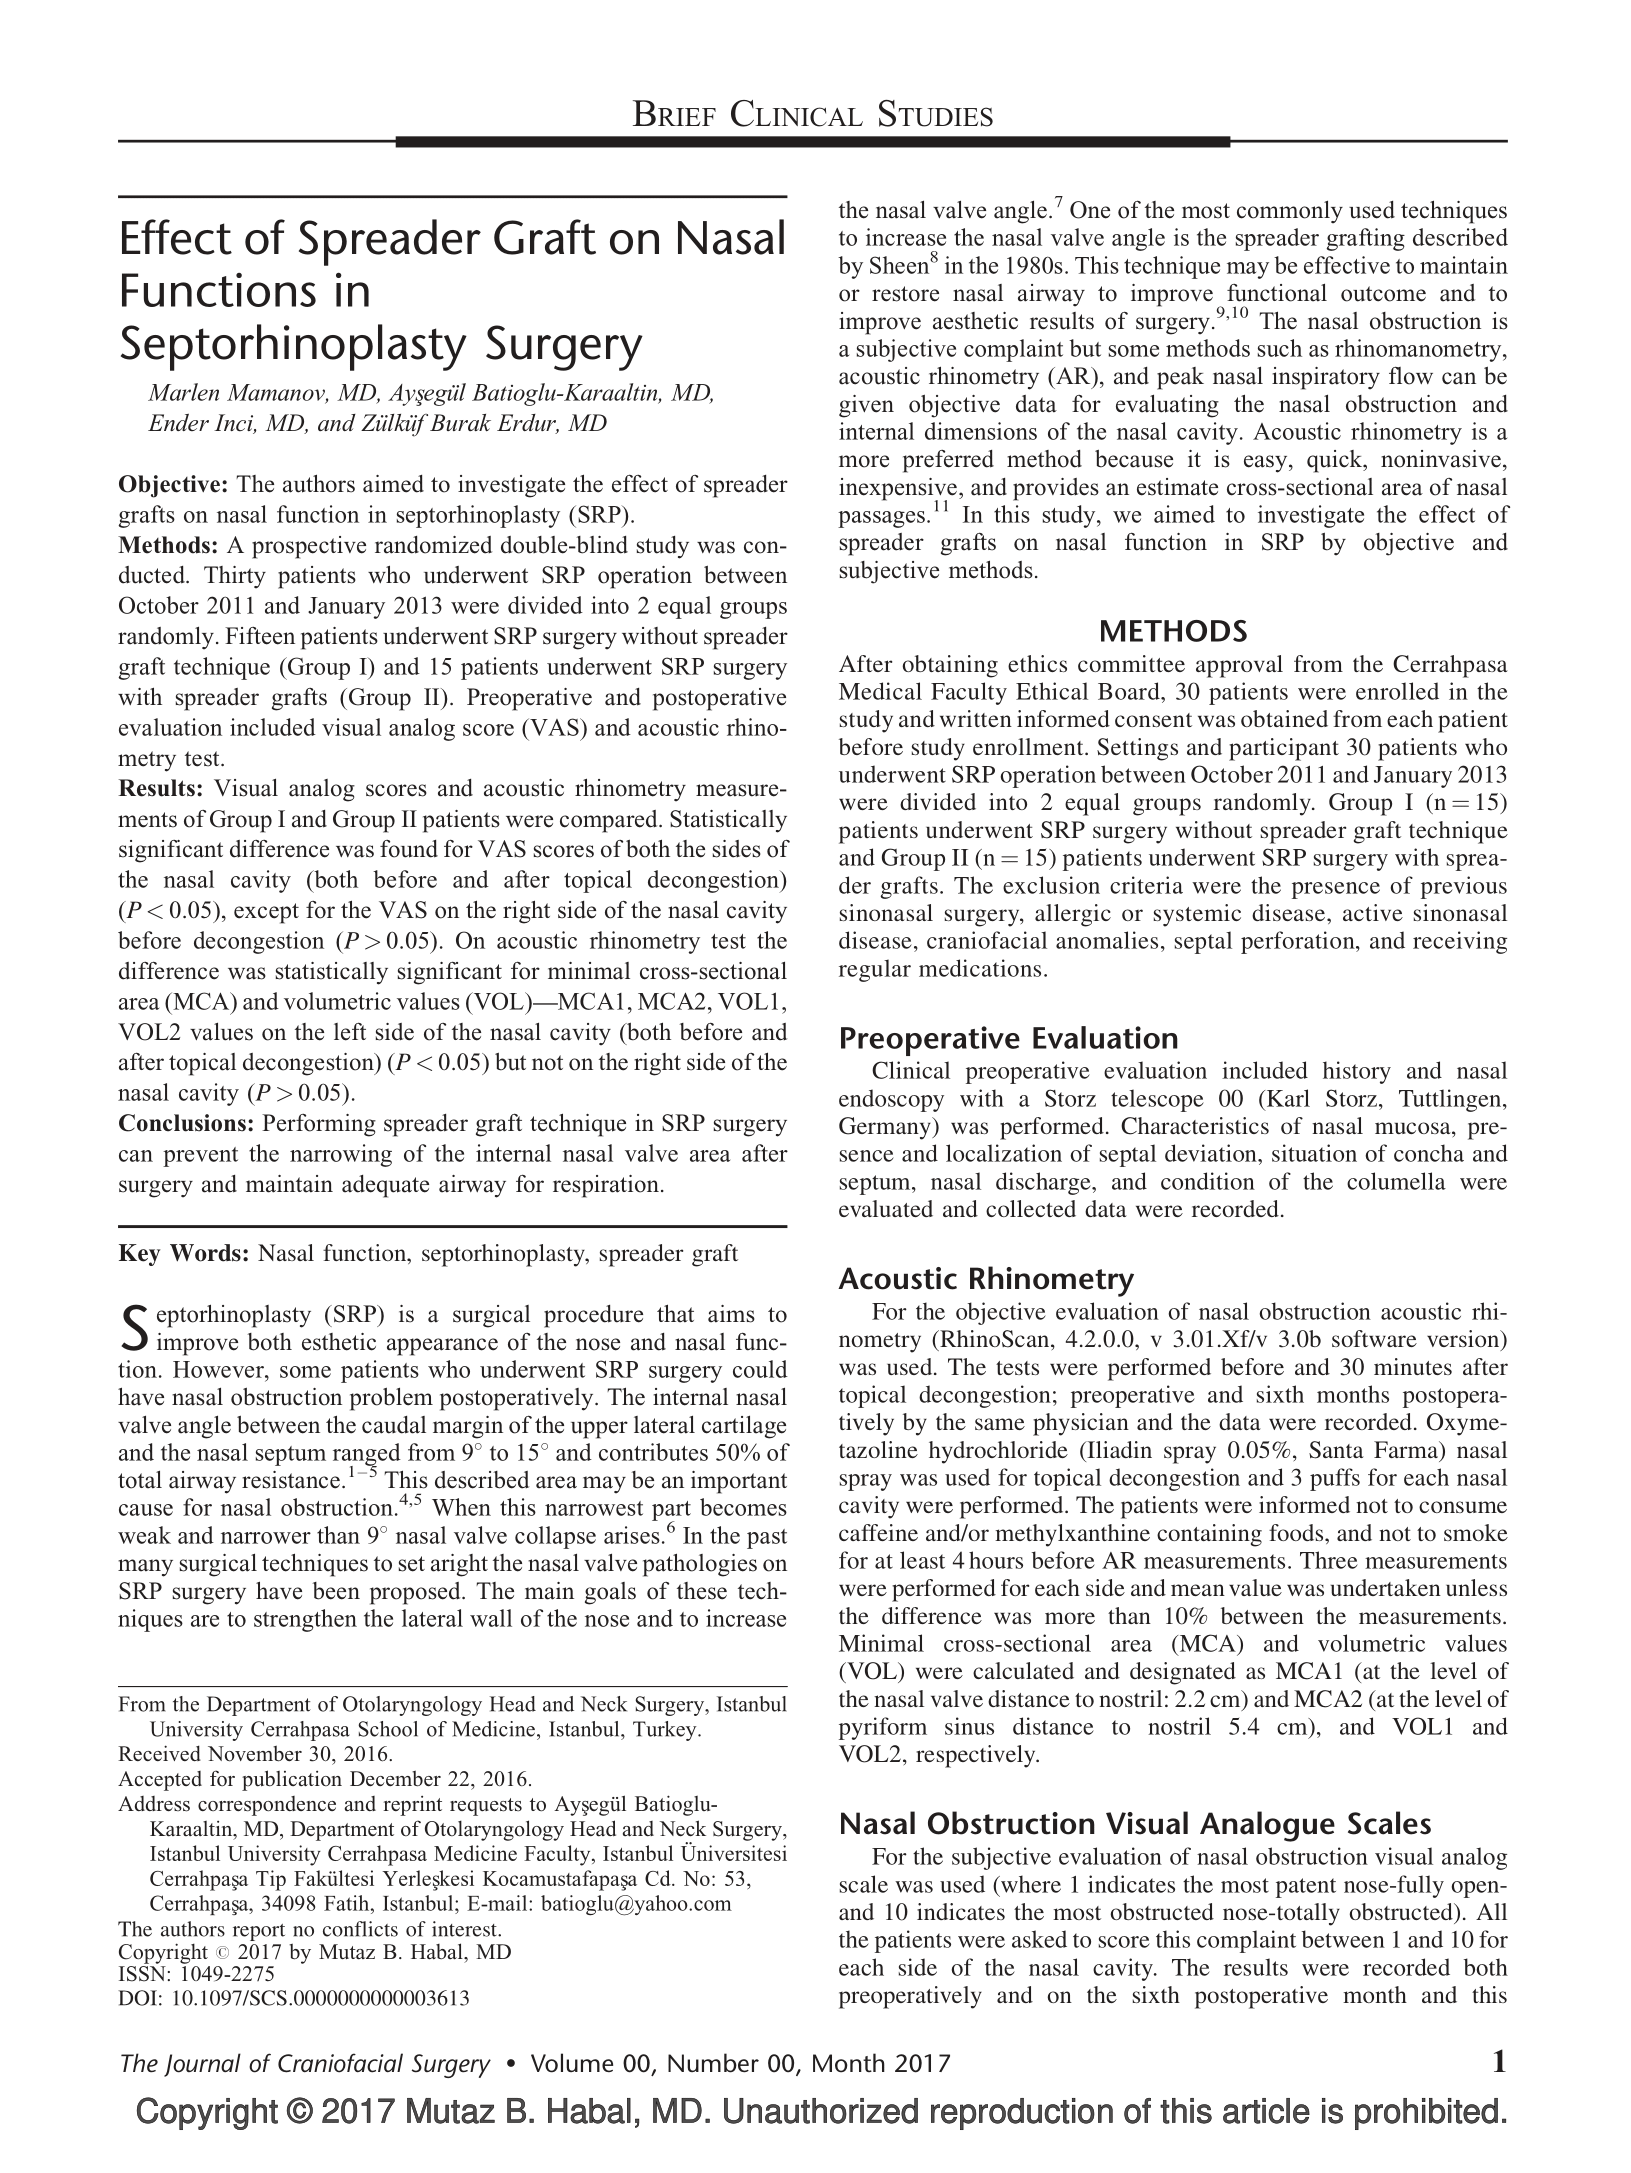 BRIEF CLINICAL STUDIES
Effect of Spreader Graft on Nasal
Functions in
Septorhinoplasty Surgery
Marlen Mamanov, MD, Ayşegül Batioglu-Karaaltin, MD,
Ender Inci, MD, and Zülküf Burak Erdur, MD
Objective: The authors aimed to investigate the effect of spreader
grafts on nasal function in septorhinoplasty (SRP).
Methods: A prospective randomized double-blind study was con-
ducted. Thirty patients who underwent SRP operation between
October 2011 and January 2013 were divided into 2 equal groups
randomly. Fifteen patients underwent SRP surgery without spreader
graft technique (Group I) and 15 patients underwent SRP surgery
with spreader grafts (Group II). Preoperative and postoperative
evaluation included visual analog score (VAS) and acoustic rhino-
metry test.
Results: Visual analog scores and acoustic rhinometry measure-
ments of Group I and Group II patients were compared. Statistically
significant difference was found for VAS scores of both the sides of
the nasal cavity (both before and after topical decongestion)
(P < 0.05), except for the VAS on the right side of the nasal cavity
before decongestion (P > 0.05). On acoustic rhinometry test the
difference was statistically significant for minimal cross-sectional
area (MCA) and volumetric values (VOL)—MCA1, MCA2, VOL1,
VOL2 values on the left side of the nasal cavity (both before and
after topical decongestion) (P < 0.05) but not on the right side of the
nasal cavity (P > 0.05).
Conclusions: Performing spreader graft technique in SRP surgery
can prevent the narrowing of the internal nasal valve area after
surgery and maintain adequate airway for respiration.
Key Words: Nasal function, septorhinoplasty, spreader graft
Septorhinoplasty (SRP) is a surgical procedure that aims to
improve both esthetic appearance of the nose and nasal func-
tion. However, some patients who underwent SRP surgery could
have nasal obstruction problem postoperatively. The internal nasal
valve angle between the caudal margin of the upper lateral cartilage
and the nasal septum ranged from 9° to 15° and contributes 50% of
total airway resistance.1–5 This described area may be an important
cause for nasal obstruction.4,5 When this narrowest part becomes
weak and narrower than 9° nasal valve collapse arises.6 In the past
many surgical techniques to set aright the nasal valve pathologies on
SRP surgery have been proposed. The main goals of these tech-
niques are to strengthen the lateral wall of the nose and to increase
From the Department of Otolaryngology Head and Neck Surgery, Istanbul
University Cerrahpasa School of Medicine, Istanbul, Turkey.
Received November 30, 2016.
Accepted for publication December 22, 2016.
Address correspondence and reprint requests to Ayşegül Batioglu-
Karaaltin, MD, Department of Otolaryngology Head and Neck Surgery,
Istanbul University Cerrahpasa Medicine Faculty, Istanbul Üniversitesi
Cerrahpaşa Tip Fakültesi Yerleşkesi Kocamustafapaşa Cd. No: 53,
Cerrahpaşa, 34098 Fatih, Istanbul; E-mail: batioglu@yahoo.com
The authors report no conflicts of interest.
Copyright © 2017 by Mutaz B. Habal, MD
ISSN: 1049-2275
DOI: 10.1097/SCS.0000000000003613
the nasal valve angle.7 One of the most commonly used techniques
to increase the nasal valve angle is the spreader grafting described
by Sheen8 in the 1980s. This technique may be effective to maintain
or restore nasal airway to improve functional outcome and to
improve aesthetic results of surgery.9,10 The nasal obstruction is
a subjective complaint but some methods such as rhinomanometry,
acoustic rhinometry (AR), and peak nasal inspiratory flow can be
given objective data for evaluating the nasal obstruction and
internal dimensions of the nasal cavity. Acoustic rhinometry is a
more preferred method because it is easy, quick, noninvasive,
inexpensive, and provides an estimate cross-sectional area of nasal
passages.11 In this study, we aimed to investigate the effect of
spreader grafts on nasal function in SRP by objective and
subjective methods.
METHODS
After obtaining ethics committee approval from the Cerrahpasa
Medical Faculty Ethical Board, 30 patients were enrolled in the
study and written informed consent was obtained from each patient
before study enrollment. Settings and participant 30 patients who
underwent SRP operation between October 2011 and January 2013
were divided into 2 equal groups randomly. Group I (n = 15)
patients underwent SRP surgery without spreader graft technique
and Group II (n = 15) patients underwent SRP surgery with sprea-
der grafts. The exclusion criteria were the presence of previous
sinonasal surgery, allergic or systemic disease, active sinonasal
disease, craniofacial anomalies, septal perforation, and receiving
regular medications.
Preoperative Evaluation
Clinical preoperative evaluation included history and nasal
endoscopy with a Storz telescope 00 (Karl Storz, Tuttlingen,
Germany) was performed. Characteristics of nasal mucosa, pre-
sence and localization of septal deviation, situation of concha and
septum, nasal discharge, and condition of the columella were
evaluated and collected data were recorded.
Acoustic Rhinometry
For the objective evaluation of nasal obstruction acoustic rhi-
nometry (RhinoScan, 4.2.0.0, v 3.01.Xf/v 3.0b software version)
was used. The tests were performed before and 30 minutes after
topical decongestion; preoperative and sixth months postopera-
tively by the same physician and the data were recorded. Oxyme-
tazoline hydrochloride (Iliadin spray 0.05%, Santa Farma) nasal
spray was used for topical decongestion and 3 puffs for each nasal
cavity were performed. The patients were informed not to consume
caffeine and/or methylxanthine containing foods, and not to smoke
for at least 4 hours before AR measurements. Three measurements
were performed for each side and mean value was undertaken unless
the difference was more than 10% between the measurements.
Minimal cross-sectional area (MCA) and volumetric values
(VOL) were calculated and designated as MCA1 (at the level of
the nasal valve distance to nostril: 2.2 cm) and MCA2 (at the level of
pyriform sinus distance to nostril 5.4 cm), and VOL1 and
VOL2, respectively.
Nasal Obstruction Visual Analogue Scales
For the subjective evaluation of nasal obstruction visual analog
scale was used (where 1 indicates the most patent nose-fully open-
and 10 indicates the most obstructed nose-totally obstructed). All
the patients were asked to score this complaint between 1 and 10 for
each side of the nasal cavity. The results were recorded both
preoperatively and on the sixth postoperative month and this
The Journal of Craniofacial Surgery • Volume 00, Number 00, Month 2017 1
Copyright © 2017 Mutaz B. Habal, MD. Unauthorized reproduction of this article is prohibited.